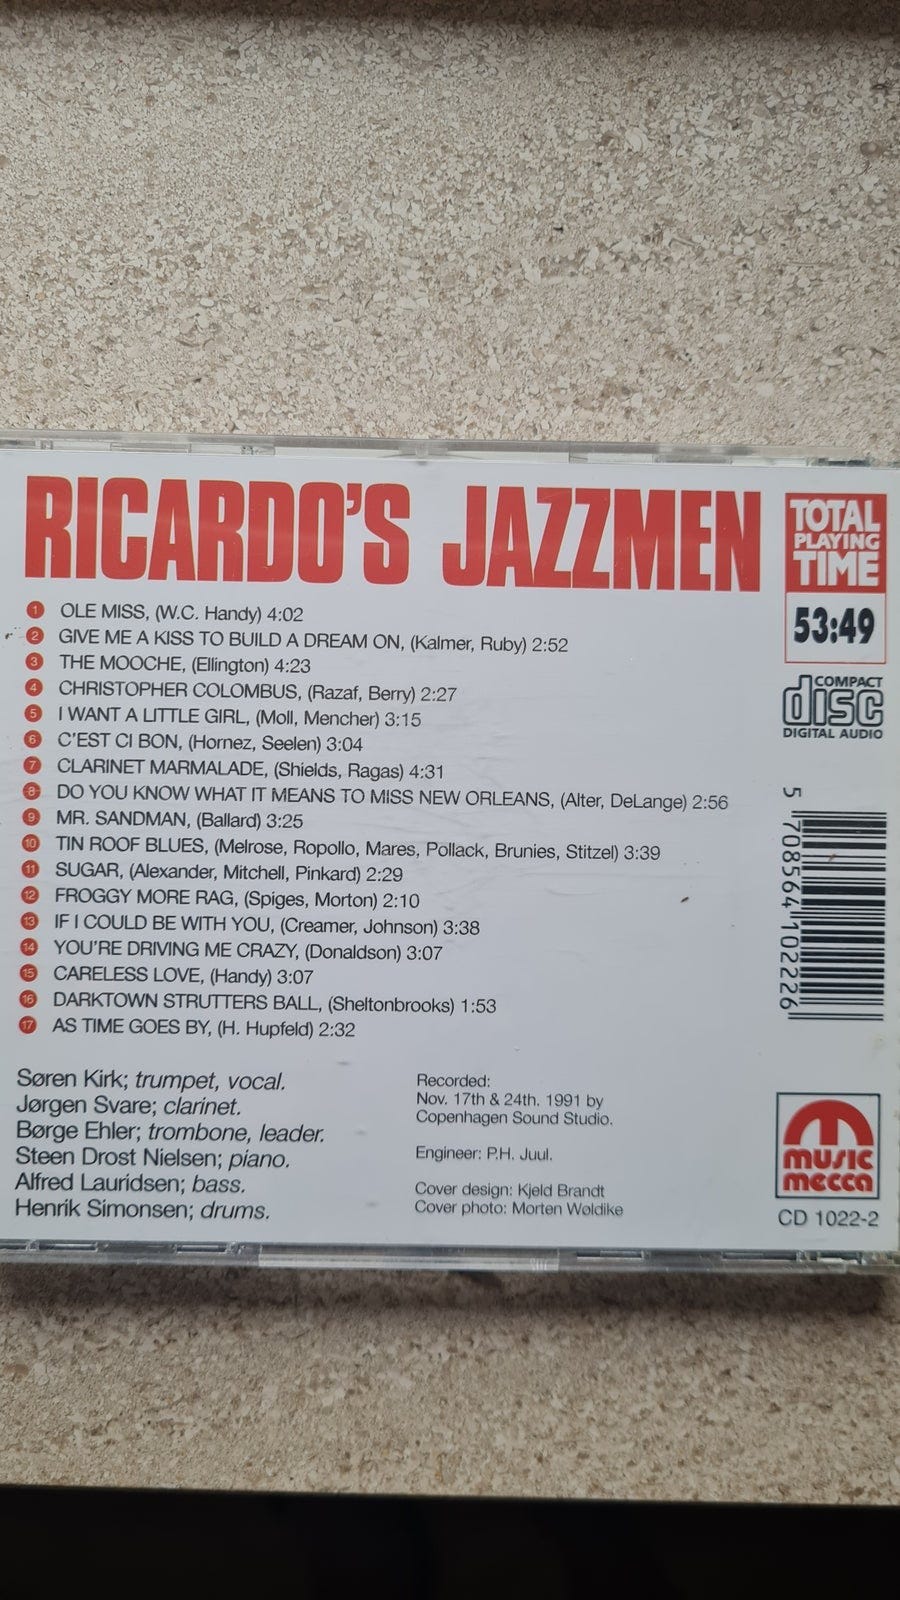 RICARDO'S JAZZMEN
1 OLE MISS, (W.C. Handy) 4:02
2 GIVE ME A KISS TO BUILD A DREAM ON, (Kalmer, Ruby) 2:52
3 THE MOOCHE, (Ellington) 4:23
4 CHRISTOPHER COLOMBUS, (Razaf, Berry) 2:27
5 I WANT A LITTLE GIRL, (Moll, Mencher) 3:15
6 C'EST CI BON, (Hornez, Seelen) 3:04
7 CLARINET MARMALADE, (Shields, Ragas) 4:31
8 DO YOU KNOW WHAT IT MEANS TO MISS NEW ORLEANS, (Alter, DeLange) 2:56
9 MR. SANDMAN, (Ballard) 3:25
10 TIN ROOF BLUES, (Melrose, Ropollo, Mares, Pollack, Brunies, Stitzel) 3:39
11 SUGAR, (Alexander, Mitchell, Pinkard) 2:29
12 FROGGY MORE RAG, (Spiges, Morton) 2:10
13 IF I COULD BE WITH YOU, (Creamer, Johnson) 3:38
14 YOU'RE DRIVING ME CRAZY, (Donaldson) 3:07
15 CARELESS LOVE, (Handy) 3:07
16 DARKTOWN STRUTTERS BALL, (Sheltonbrooks) 1:53
17 AS TIME GOES BY, (H. Hupfeld) 2:32
Søren Kirk; trumpet, vocal.
Jørgen Svare; clarinet.
Børge Ehler; trombone, leader.
Steen Drost Nielsen; piano.
Alfred Lauridsen; bass.
Henrik Simonsen; drums.
Recorded:
Nov. 17th & 24th. 1991 by
Copenhagen Sound Studio.
Engineer: P.H. Juul.
Cover design: Kjeld Brandt
Cover photo: Morten Wøldike
TOTAL
PLAYING
TIME
53:49
COMPACT
disc
DIGITAL AUDIO
5 708564 102226
music
mecca
CD 1022-2